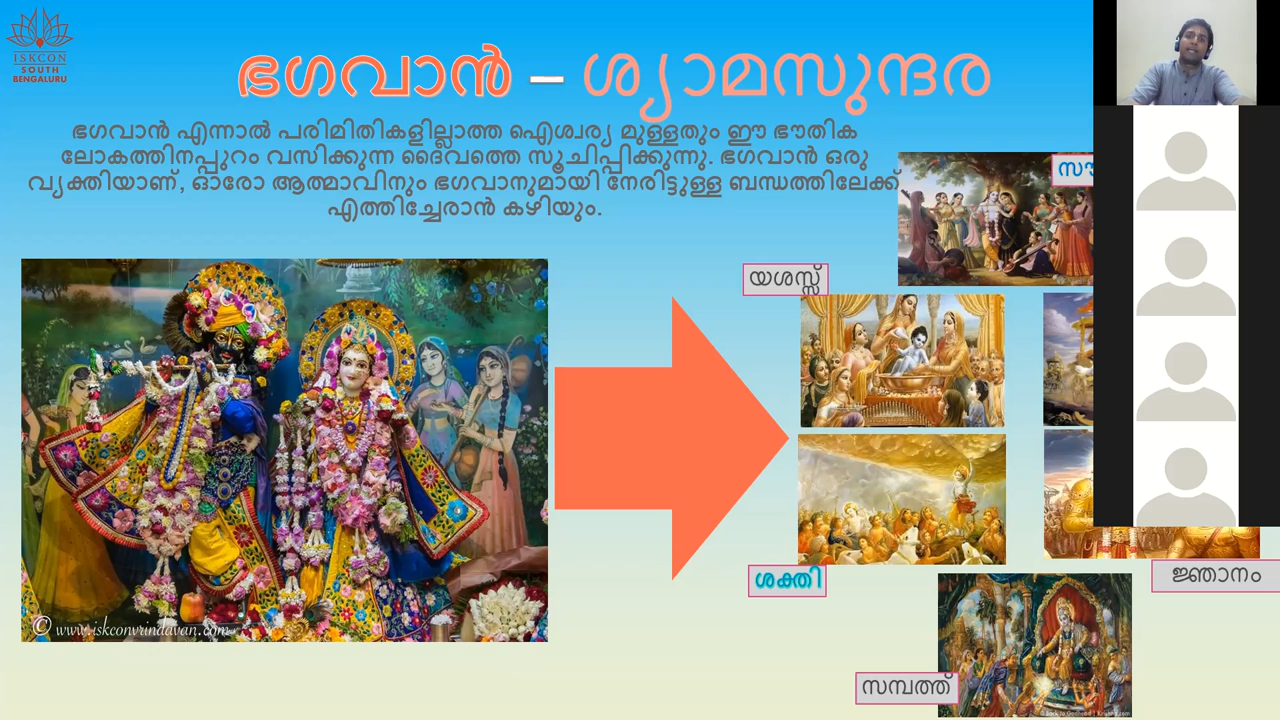 ISKCON
SOUTH
BENGALURU
ഭഗവാൻ – ശ്യാമസുന്ദര
ഭഗവാൻ എന്നാൽ പരിമിതികളില്ലാത്ത ഐശ്വര്യ മുള്ളതും ഈ ഭൗതിക
ലോകത്തിനപ്പുറം വസിക്കുന്ന ദൈവത്തെ സൂചിപ്പിക്കുന്നു. ഭഗവാൻ ഒരു
വ്യക്തിയാണ്, ഓരോ ആത്മാവിനും ഭഗവാനുമായി നേരിട്ടുള്ള ബന്ധത്തിലേക്ക്
എത്തിച്ചേരാൻ കഴിയും.
യശസ്സ്
ശക്തി
ജ്ഞാനം
സമ്പത്ത്
© www.iskconvrindavan.com